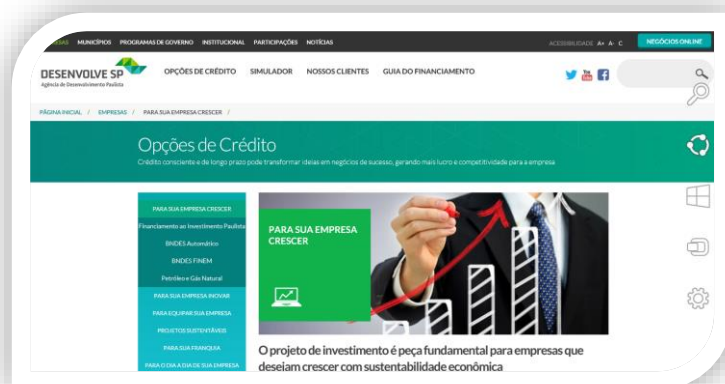 MUNICÍPIOS PROGRAMAS DE GOVERNO INSTITUCIONAL PARTICIPAÇÕES NOTÍCIAS
ACESSIBILIDADE A+ A- C
NEGÓCIOS ONLINE
DESENVOLVE SP
Agência de Desenvolvimento Paulista
OPÇÕES DE CRÉDITO SIMULADOR NOSSOS CLIENTES GUIA DO FINANCIAMENTO
PÁGINA INICIAL / EMPRESAS / PARA SUA EMPRESA CRESCER /
Opções de Crédito
Crédito consciente e de longo prazo pode transformar ideias em negócios de sucesso, gerando mais lucro e competitividade para a empresa
PARA SUA EMPRESA CRESCER
Financiamento ao Investimento Paulista
BNDES Automático
BNDES FINEM
Petróleo e Gás Natural
PARA SUA EMPRESA INOVAR
PARA EQUIPAR SUA EMPRESA
PROJETOS SUSTENTÁVEIS
PARA SUA FRANQUIA
PARA O DIA A DIA DE SUA EMPRESA
PARA SUA EMPRESA
CRESCER
O projeto de investimento é peça fundamental para empresas que
desejam crescer com sustentabilidade econômica